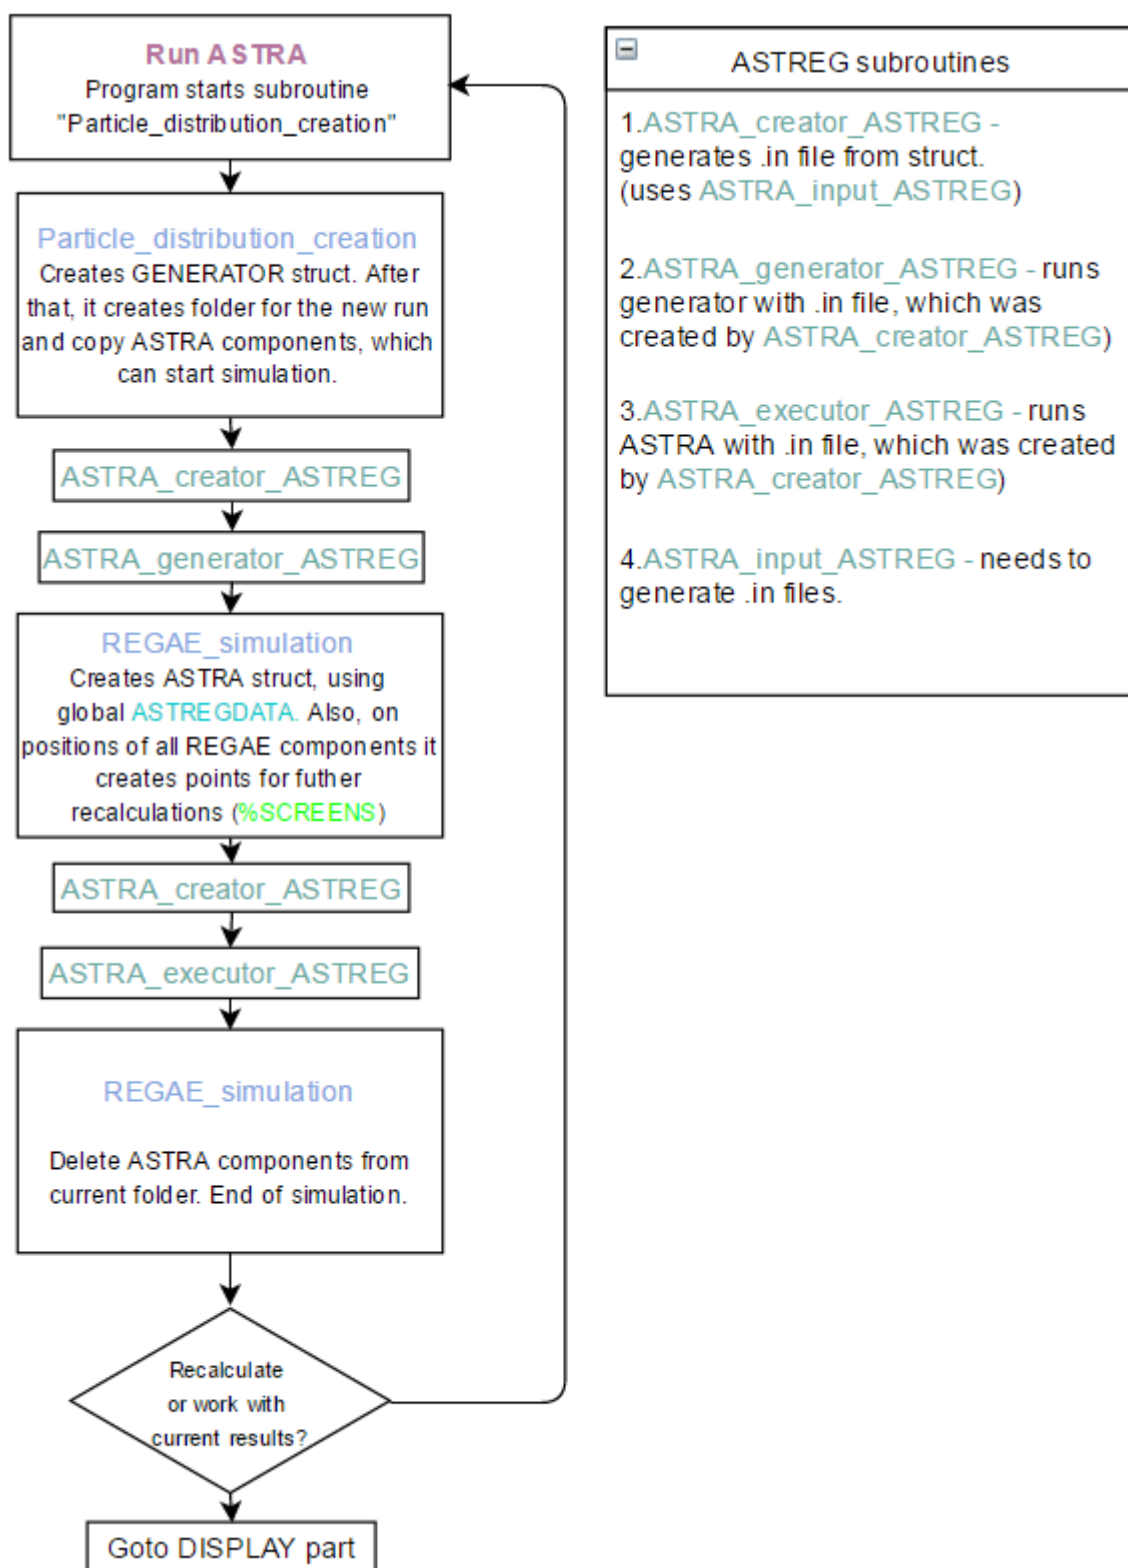 Run ASTRA
Program starts subroutine
"Particle_distribution_creation"
Particle_distribution_creation
Creates GENERATOR struct. After
that, it creates folder for the new run
and copy ASTRA components, which
can start simulation.
ASTRA_creator_ASTREG
ASTRA_generator_ASTREG
REGAE_simulation
Creates ASTRA struct, using
global ASTREGDATA. Also, on
positions of all REGAE components it
creates points for futher
recalculations (%SCREENS)
ASTRA_creator_ASTREG
ASTRA_executor_ASTREG
REGAE_simulation
Delete ASTRA components from
current folder. End of simulation.
Recalculate
or work with
current results?
Goto DISPLAY part
ASTREG subroutines
1.ASTRA_creator_ASTREG -
generates .in file from struct.
(uses ASTRA_input_ASTREG)
2.ASTRA_generator_ASTREG - runs
generator with .in file, which was
created by ASTRA_creator_ASTREG)
3.ASTRA_executor_ASTREG - runs
ASTRA with .in file, which was created
by ASTRA_creator_ASTREG)
4.ASTRA_input_ASTREG - needs to
generate .in files.